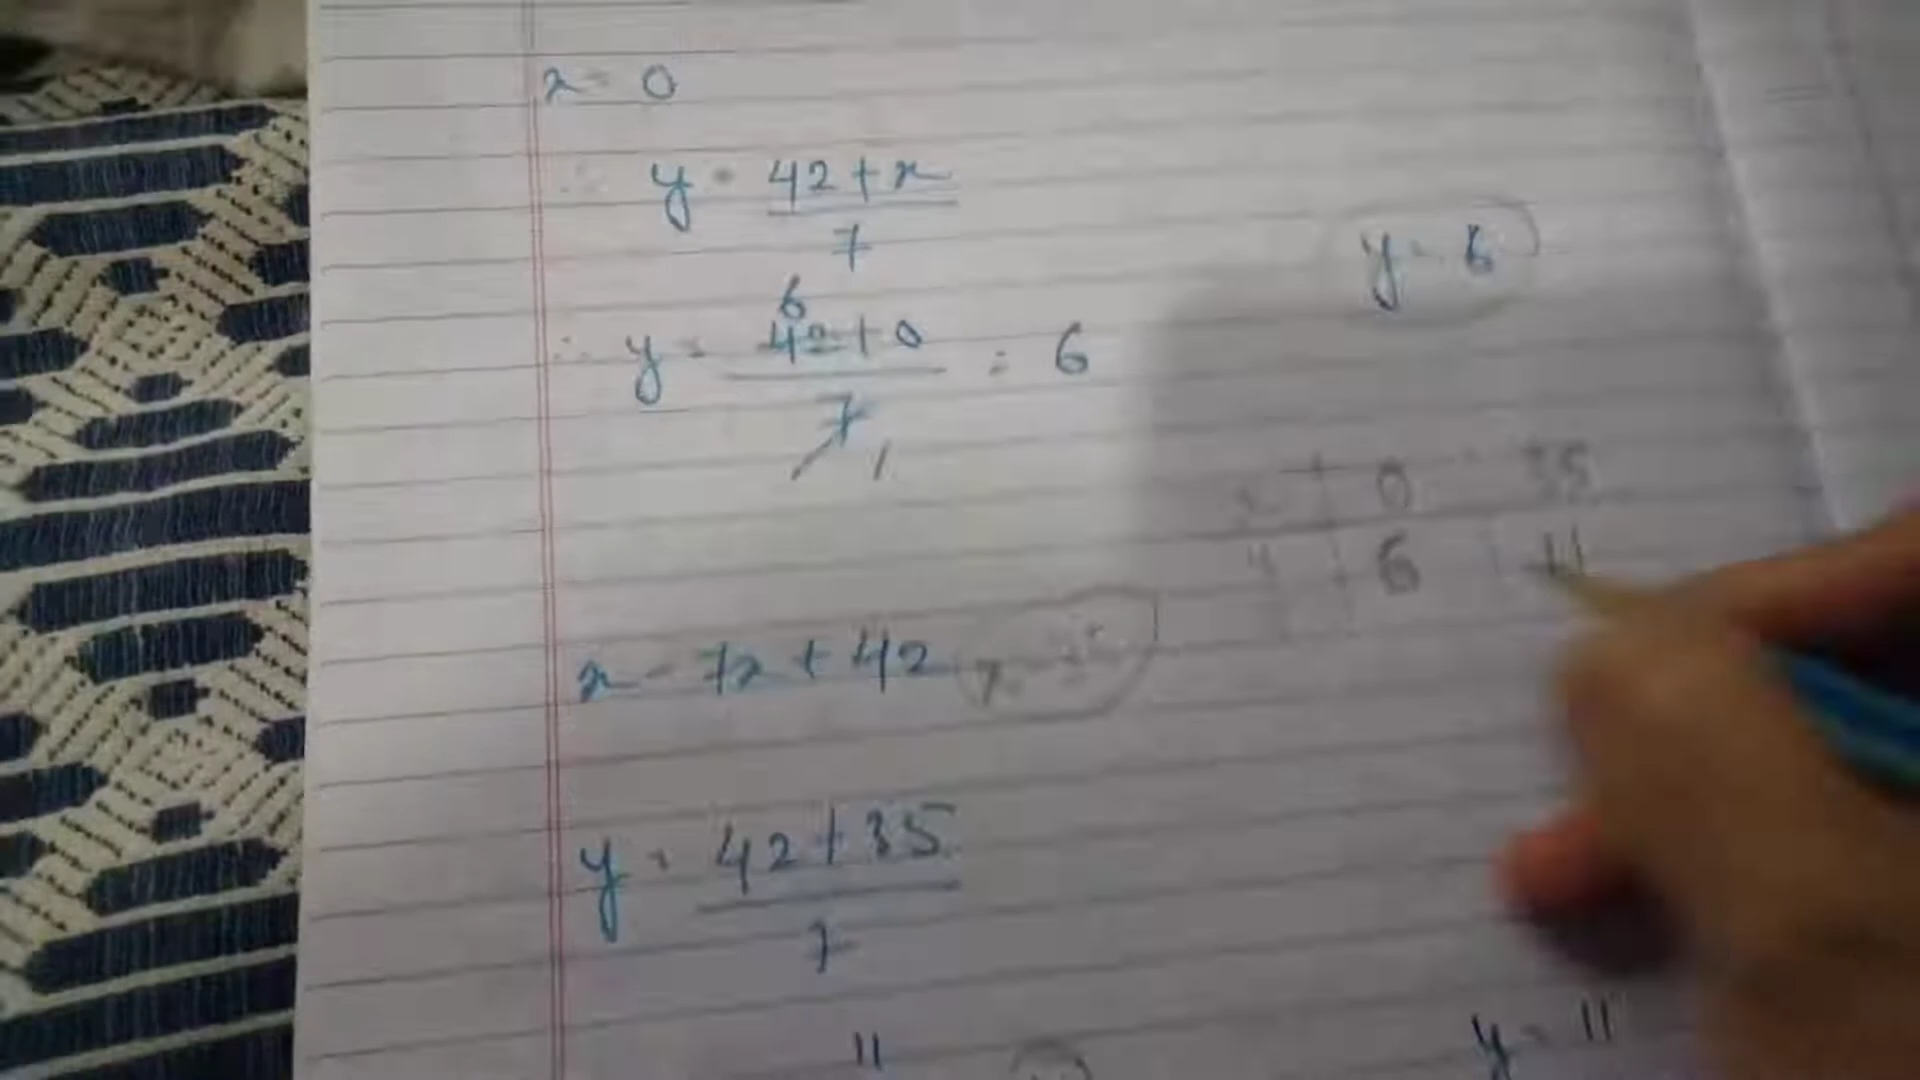 x = 0
∴ y = 42 + x
7
y = 6
6
∴ y = 42 + 0 = 6
7
1
x 0 35
y 6 11
x - 7x + 42
y = 42 + 35
7
11
y = 11